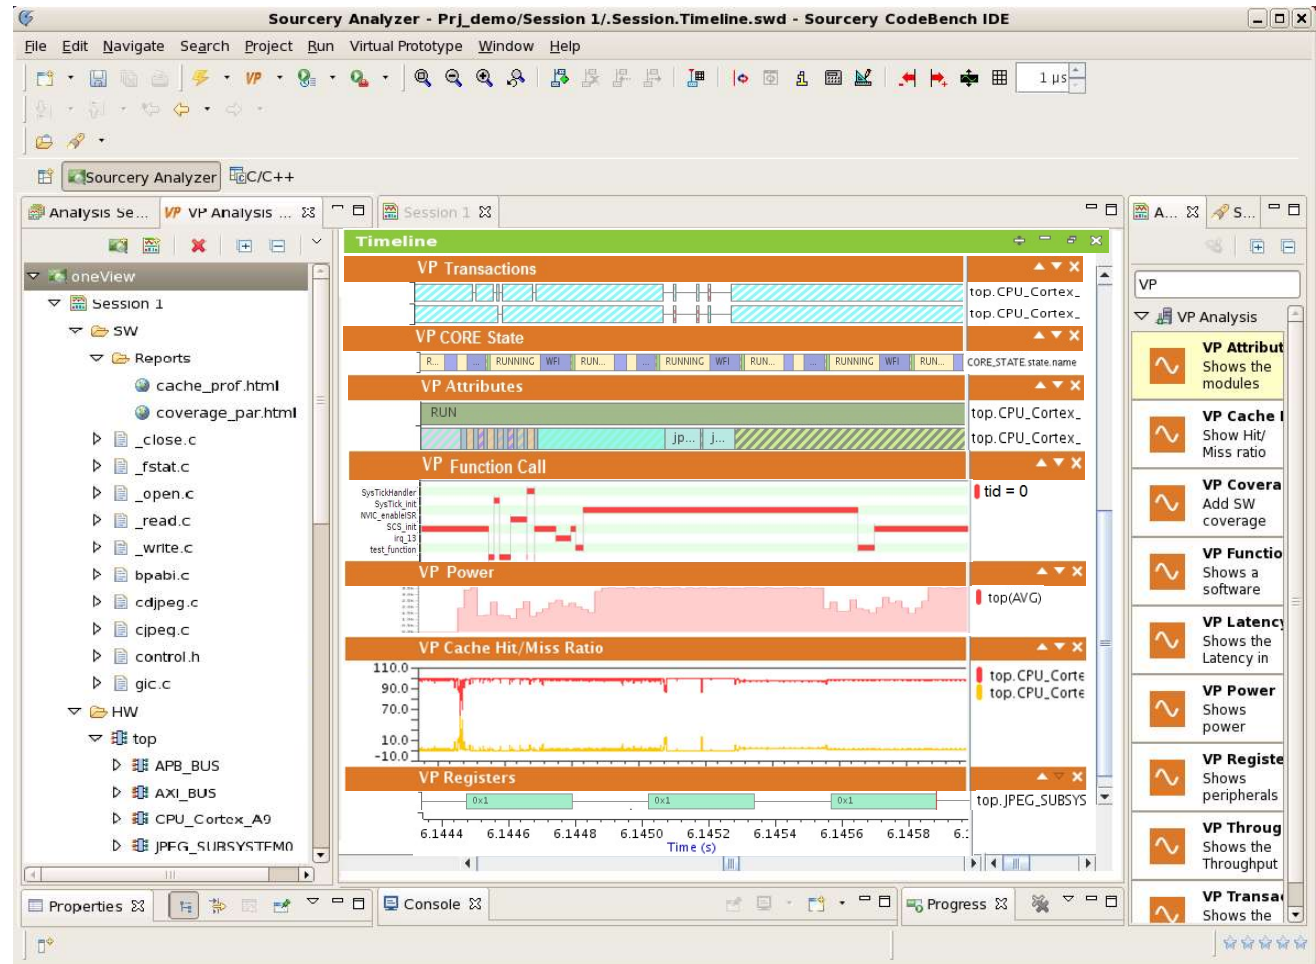 Sourcery Analyzer - Prj_demo/Session 1/.Session.Timeline.swd - Sourcery CodeBench IDE
File Edit Navigate Search Project Run Virtual Prototype Window Help
VP
1 µs
Sourcery Analyzer C/C++
Analysis Se... VP VP Analysis ...
Session 1
A... S...
oneView
Session 1
SW
Reports
cache_prof.html
coverage_par.html
_close.c
_fstat.c
_open.c
_read.c
_write.c
bpabi.c
cdjpeg.c
cjpeg.c
control.h
gic.c
HW
top
APB_BUS
AXI_BUS
CPU_Cortex_A9
JPEG_SUBSYSTEM0
Timeline
VP Transactions
top.CPU_Cortex_
top.CPU_Cortex_
VP CORE State
R... ... RUNNING WFI RUN... ... RUNNING WFI RUN... ... RUNNING WFI RUN... CORE_STATE.state.name
VP Attributes
RUN top.CPU_Cortex_
jp... j... top.CPU_Cortex_
VP Function Call
SysTickHandler
SysTick_init
NVIC_enableISR
SCS_init
irq_13
test_function
tid = 0
VP Power
top(AVG)
VP Cache Hit/Miss Ratio
110.0
90.0
70.0
10.0
-10.0
top.CPU_Corte
top.CPU_Corte
VP Registers
0x1 0x1 0x1 top.JPEG_SUBSYS
6.1444 6.1446 6.1448 6.1450 6.1452 6.1454 6.1456 6.1458 6.:
Time (s)
VP
VP Analysis
VP Attribut
Shows the
modules
VP Cache
Show Hit/
Miss ratio
VP Covera
Add SW
coverage
VP Functio
Shows a
software
VP Latency
Shows the
Latency in
VP Power
Shows
power
VP Registe
Shows
peripherals
VP Throug
Shows the
Throughput
VP Transa
Shows the
Properties
Console
Progress